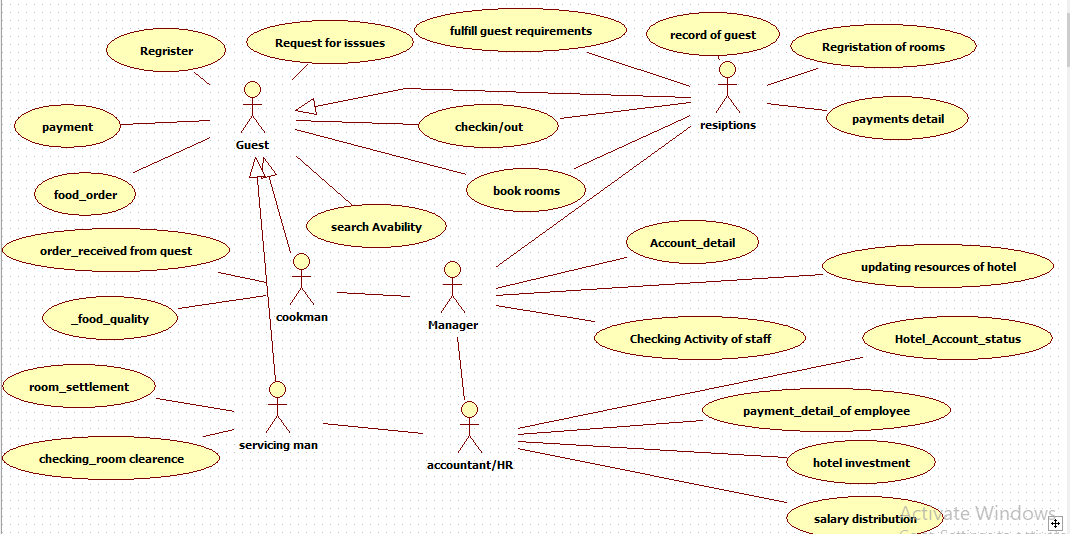 fulfill guest requirements
record of guest
Request for isssues
Regrister
Regristation of rooms
payment
checkin/out
resiptions
payments detail
Guest
food_order
book rooms
search Avability
order_received from quest
Account_detail
updating resources of hotel
_food_quality
cookman
Manager
Checking Activity of staff
Hotel_Account_status
room_settlement
payment_detail_of employee
servicing man
checking_room clearence
accountant/HR
hotel investment
salary distribution
Activate Windows